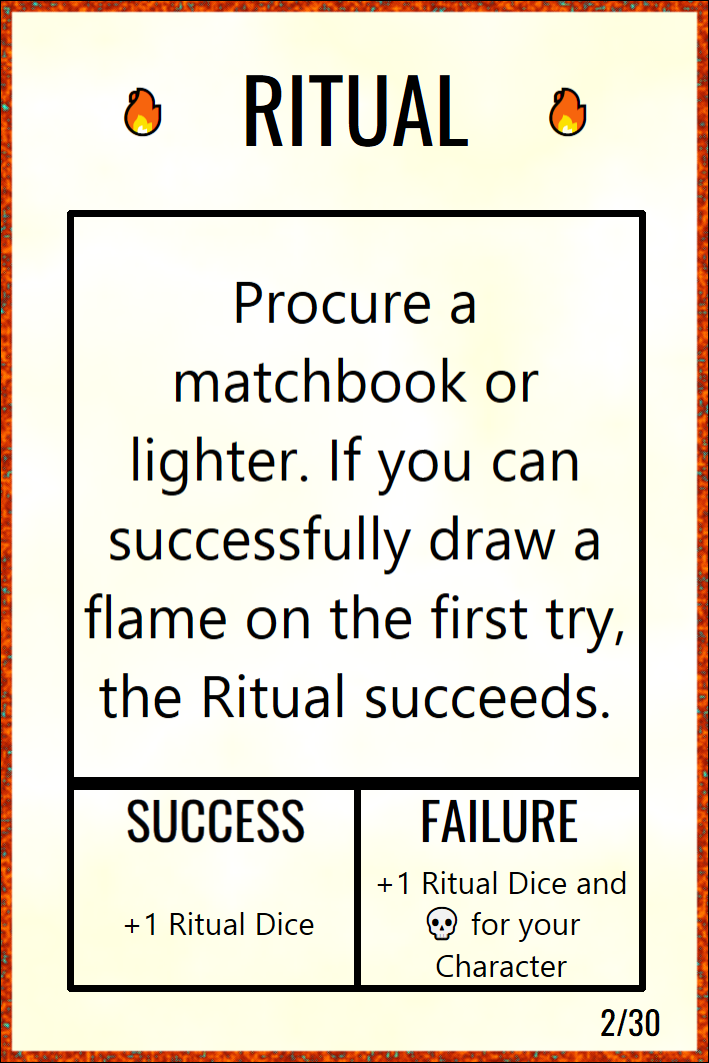 🔥 RITUAL 🔥
Procure a
matchbook or
lighter. If you can
successfully draw a
flame on the first try,
the Ritual succeeds.
SUCCESS
+1 Ritual Dice
FAILURE
+1 Ritual Dice and
💀 for your
Character
2/30